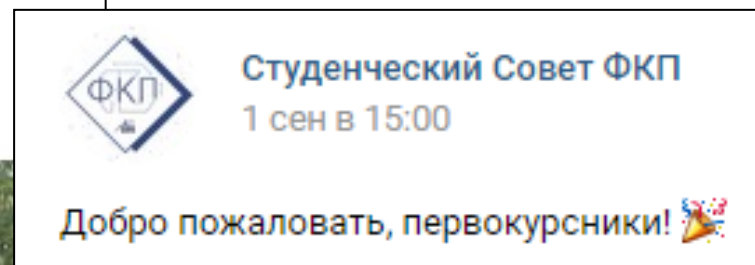 ФКП
Студенческий Совет ФКП
1 сен в 15:00
Добро пожаловать, первокурсники! 🎉